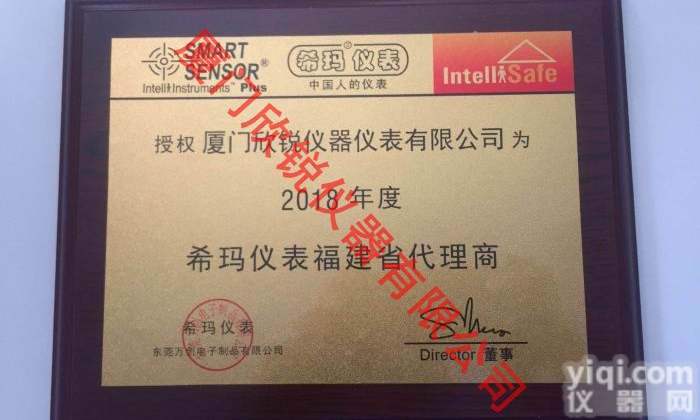 SMART
SENSOR®
Intelli Instruments™ Plus
希玛®仪表
中国人的仪表
IntelliSafe
授权 厦门欣锐仪器仪表有限公司 为
2018 年度
希玛仪表福建省代理商
希玛仪表
东莞万创电子制品有限公司
Director 董事
厦门欣锐仪器有限公司
yiqi.com
仪器网